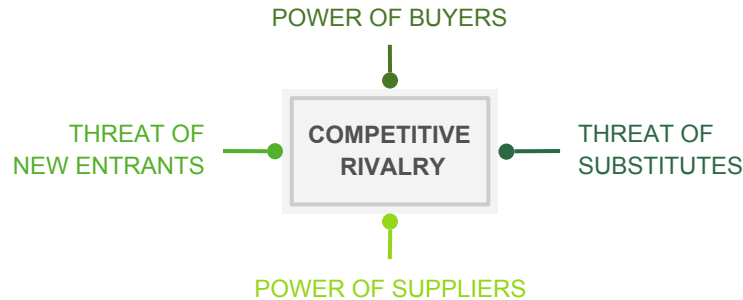 POWER OF BUYERS
THREAT OF
NEW ENTRANTS
COMPETITIVE
RIVALRY
THREAT OF
SUBSTITUTES
POWER OF SUPPLIERS